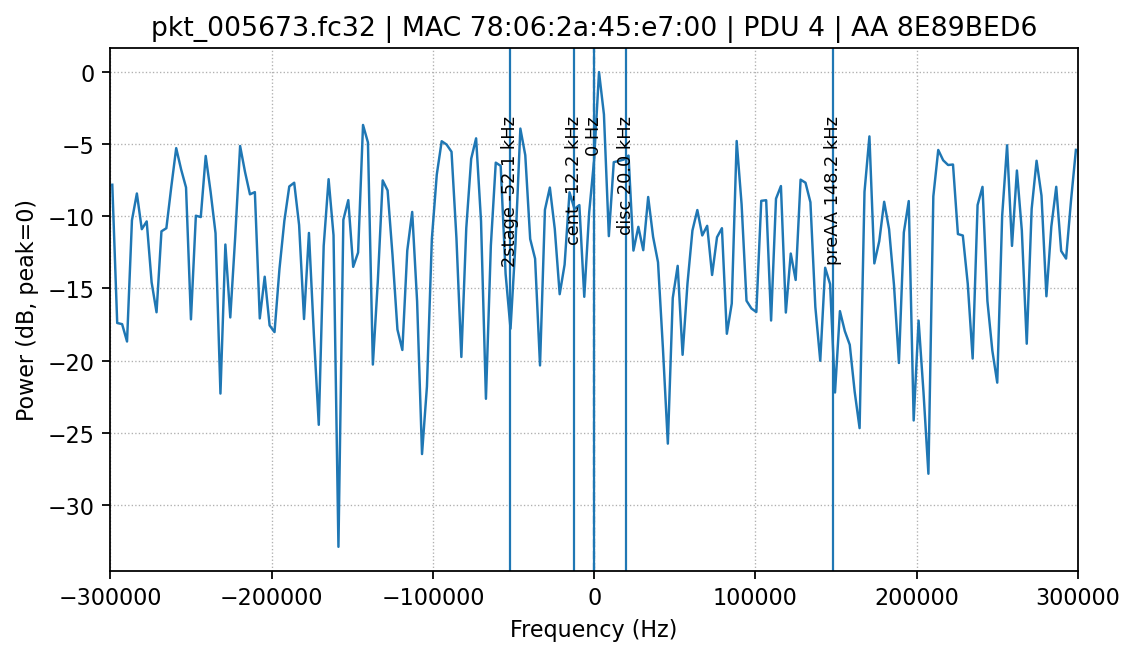 pkt_005673.fc32 | MAC 78:06:2a:45:e7:00 | PDU 4 | AA 8E89BED6
Power (dB, peak=0)
0
−5
−10
−15
−20
−25
−30
2stage -52.1 kHz
cent -12.2 kHz
0 Hz
disc 20.0 kHz
preAA 148.2 kHz
−300000
−200000
−100000
0
100000
200000
300000
Frequency (Hz)